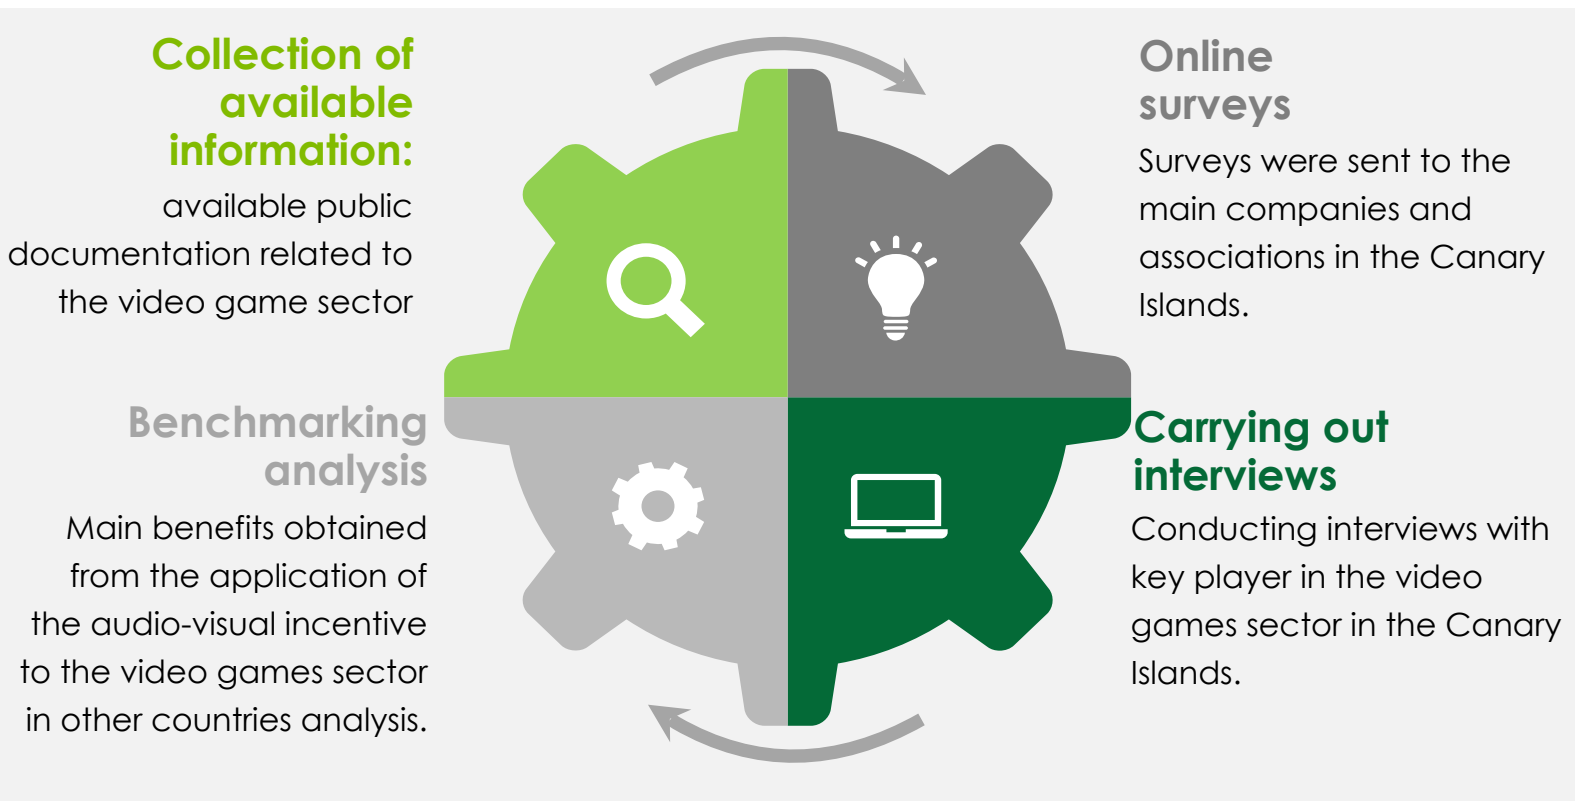 Collection of
available
information:
available public
documentation related to
the video game sector
Online
surveys
Surveys were sent to the
main companies and
associations in the Canary
Islands.
Benchmarking
analysis
Main benefits obtained
from the application of
the audio-visual incentive
to the video games sector
in other countries analysis.
Carrying out
interviews
Conducting interviews with
key player in the video
games sector in the Canary
Islands.